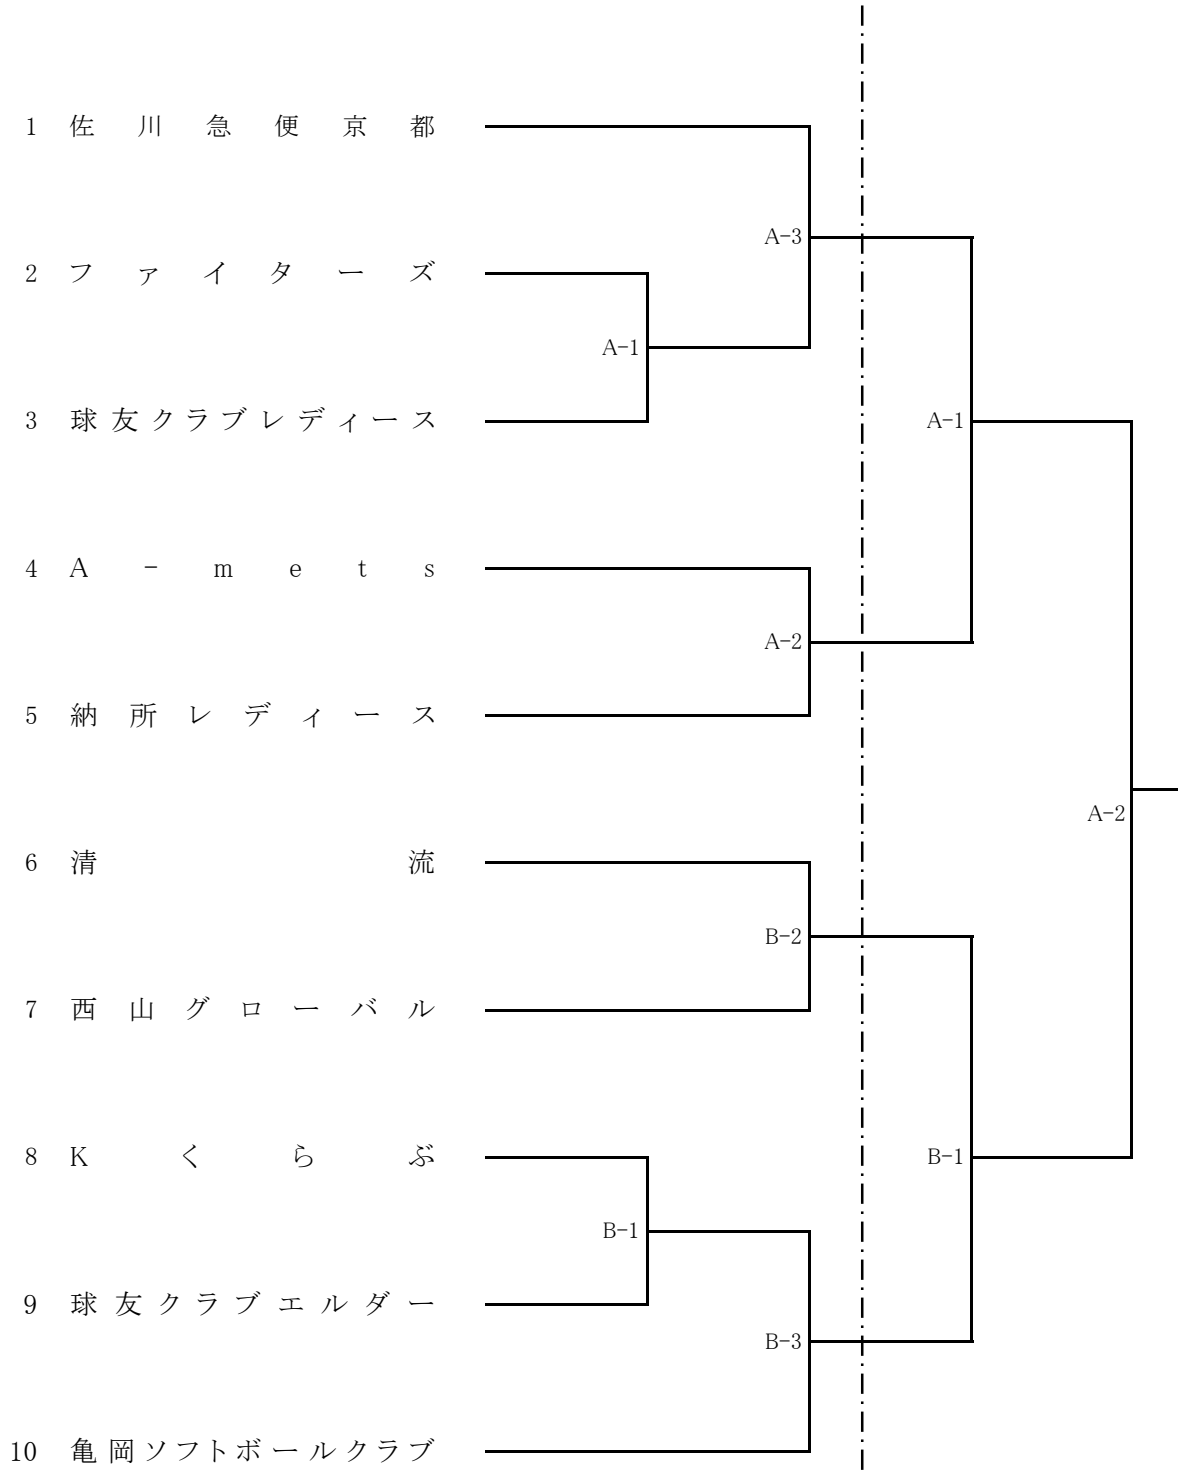 1 佐川急便京都
A-3
2 ファイターズ
A-1
3 球友クラブレディース
A-1
4 A-mets
A-2
5 納所レディース
A-2
6 清流
B-2
7 西山グローバル
8 Kくらぶ
B-1
B-1
9 球友クラブエルダー
B-3
10 亀岡ソフトボールクラブ